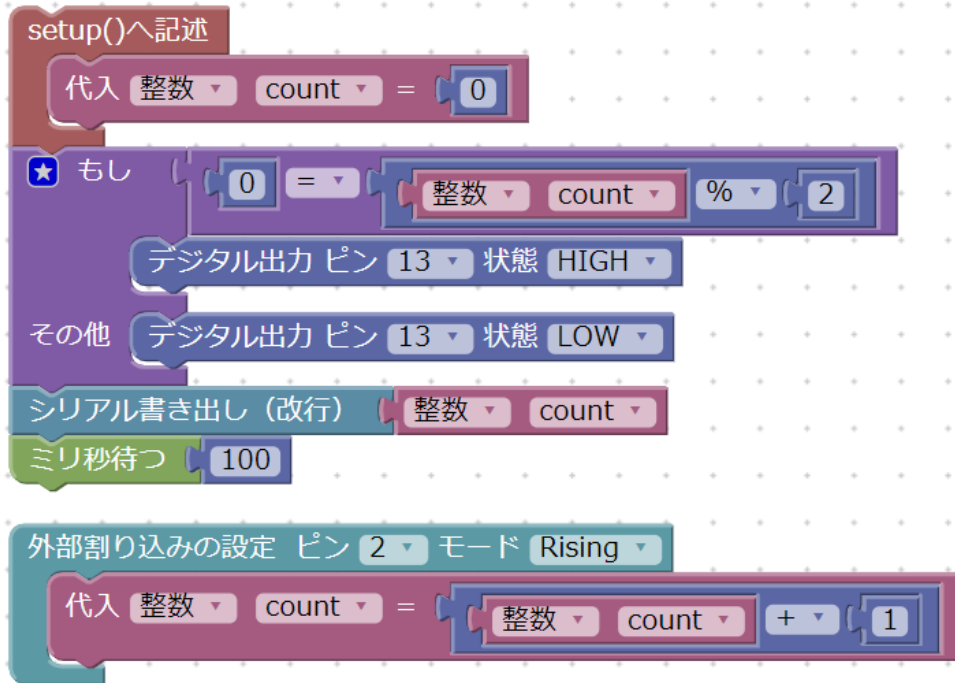 setup()へ記述
代入 整数 count = 0
もし 0 = 整数 count % 2
デジタル出力 ピン 13 状態 HIGH
その他 デジタル出力 ピン 13 状態 LOW
シリアル書き出し（改行） 整数 count
ミリ秒待つ 100
外部割り込みの設定 ピン 2 モード Rising
代入 整数 count = 整数 count + 1